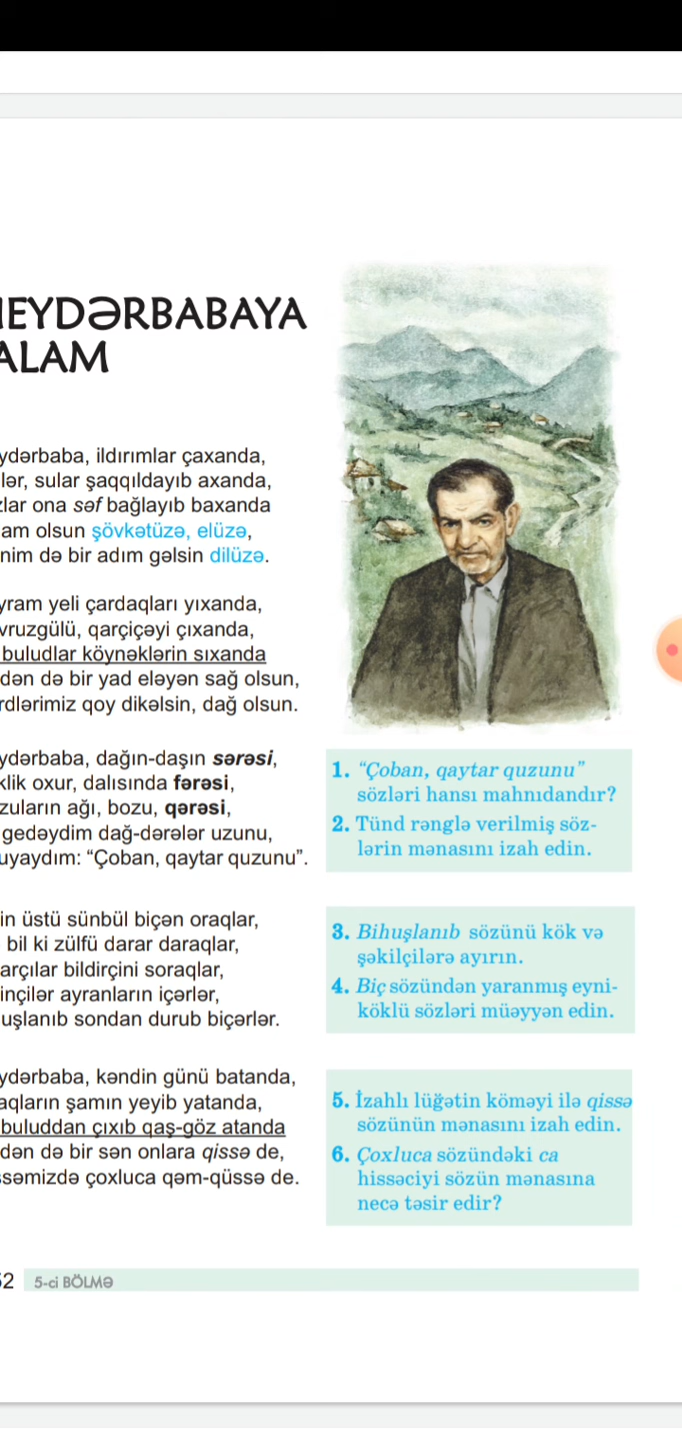 EYDƏRBABAYA
ALAM
ydərbaba, ildırımlar çaxanda,
lər, sular şaqqıldayıb axanda,
zlar ona səf bağlayıb baxanda
am olsun şövkətüzə, elüzə,
nim də bir adım gəlsin dilüzə.
yram yeli çardaqları yıxanda,
vruzgülü, qarçiçəyi çıxanda,
buludlar köynəklərin sıxanda
dən də bir yad eləyən sağ olsun,
rdlərimiz qoy dikəlsin, dağ olsun.
ydərbaba, dağın-daşın sərəsi,
klik oxur, dalısında fərəsi,
zuların ağı, bozu, qərəsi,
gedəydim dağ-dərələr uzunu,
uyaydım: “Çoban, qaytar quzunu”.
1. “Çoban, qaytar quzunu”
sözləri hansı mahnıdandır?
2. Tünd rənglə verilmiş söz-
lərin mənasını izah edin.
in üstü sünbül biçən oraqlar,
bil ki zülfü darar daraqlar,
arçılar bildirçini soraqlar,
inçilər ayranların içərlər,
uşlanıb sondan durub biçərlər.
3. Bihuşlanıb sözünü kök və
şəkilçilərə ayırın.
4. Biç sözündən yaranmış eyni-
köklü sözləri müəyyən edin.
ydərbaba, kəndin günü batanda,
aqların şamın yeyib yatanda,
buluddan çıxıb qaş-göz atanda
dən də bir sən onlara qissə de,
səmizdə çoxluca qəm-qüssə de.
5. İzahlı lüğətin köməyi ilə qissə
sözünün mənasını izah edin.
6. Çoxluca sözündəki ca
hissəciyi sözün mənasına
necə təsir edir?
2 5-ci BÖLMƏ